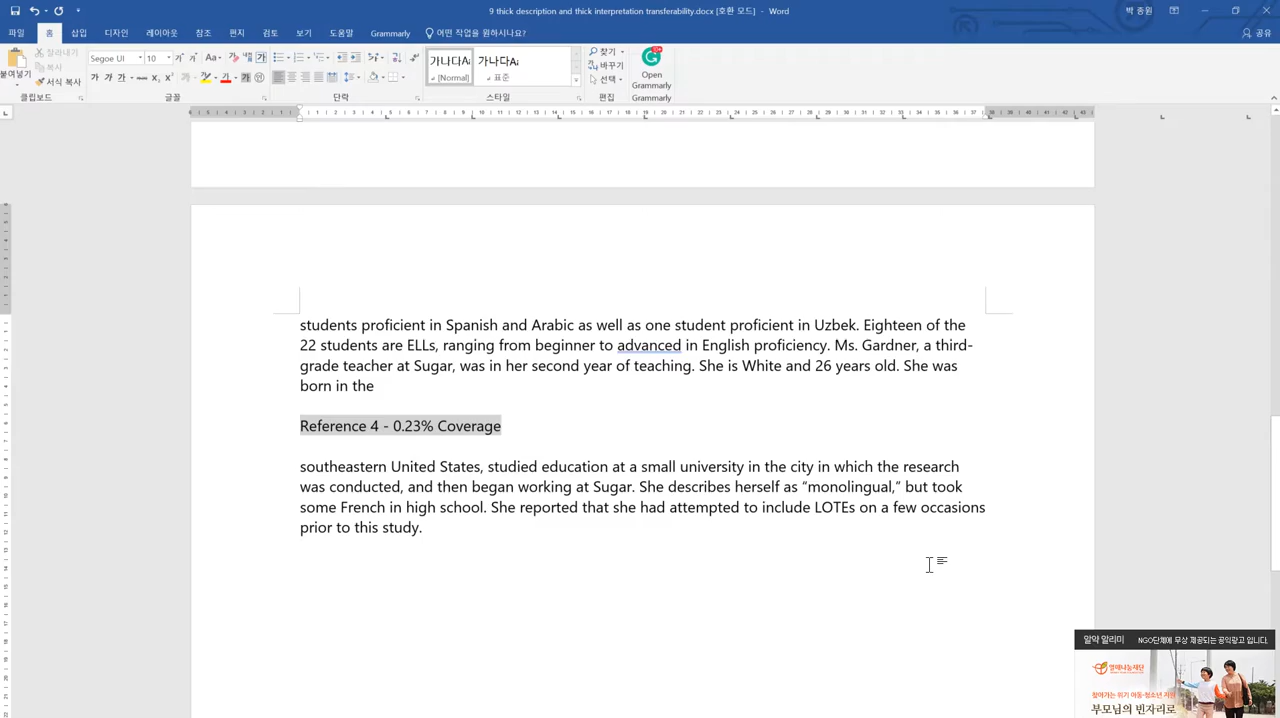 9 thick description and thick interpretation transferability.docx [호환 모드] - Word
박 중원
파일 홈 삽입 디자인 레이아웃 참조 편지 검토 보기 도움말 Grammarly 어떤 작업을 원하시나요? 공유
붙여넣기
잘라내기
복사
서식 복사
클립보드
Segoe UI 10
글꼴
단락
가나다Aa
[Normal]
가나다Aa
표준
스타일
찾기
바꾸기
선택
편집
Open
Grammarly
Grammarly
students proficient in Spanish and Arabic as well as one student proficient in Uzbek. Eighteen of the
22 students are ELLs, ranging from beginner to advanced in English proficiency. Ms. Gardner, a third-
grade teacher at Sugar, was in her second year of teaching. She is White and 26 years old. She was
born in the
Reference 4 - 0.23% Coverage
southeastern United States, studied education at a small university in the city in which the research
was conducted, and then began working at Sugar. She describes herself as “monolingual,” but took
some French in high school. She reported that she had attempted to include LOTEs on a few occasions
prior to this study.
알약 알리미 NGO단체에 무상 제공되는 공익광고 입니다.
열매나눔재단
찾아가는 위기 아동·청소년 지원
부모님의 빈자리로